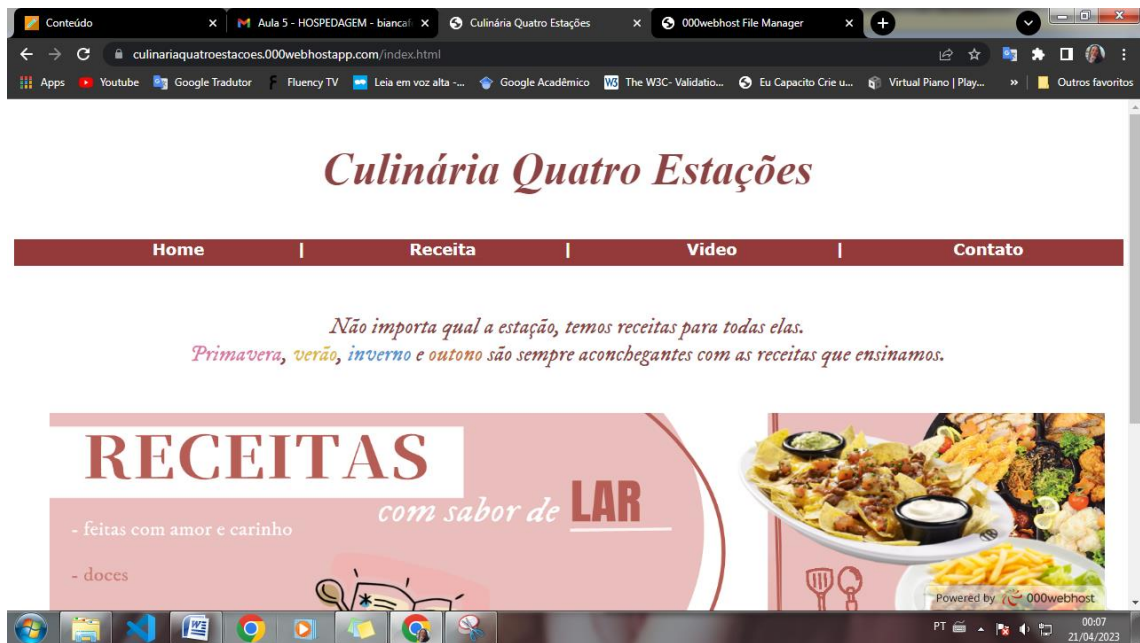 Conteúdo
Aula 5 - HOSPEDAGEM - biancaf
Culinária Quatro Estações
000webhost File Manager
culinariaquatroestacoes.000webhostapp.com/index.html
Apps Youtube Google Tradutor Fluency TV Leia em voz alta -... Google Acadêmico The W3C- Validatio... Eu Capacito Crie u... Virtual Piano | Play... » Outros favoritos
Culinária Quatro Estações
Home | Receita | Video | Contato
Não importa qual a estação, temos receitas para todas elas.
Primavera, verão, inverno e outono são sempre aconchegantes com as receitas que ensinamos.
RECEITAS
com sabor de LAR
- feitas com amor e carinho
- doces
Powered by 000webhost
PT 00:07
21/04/2023